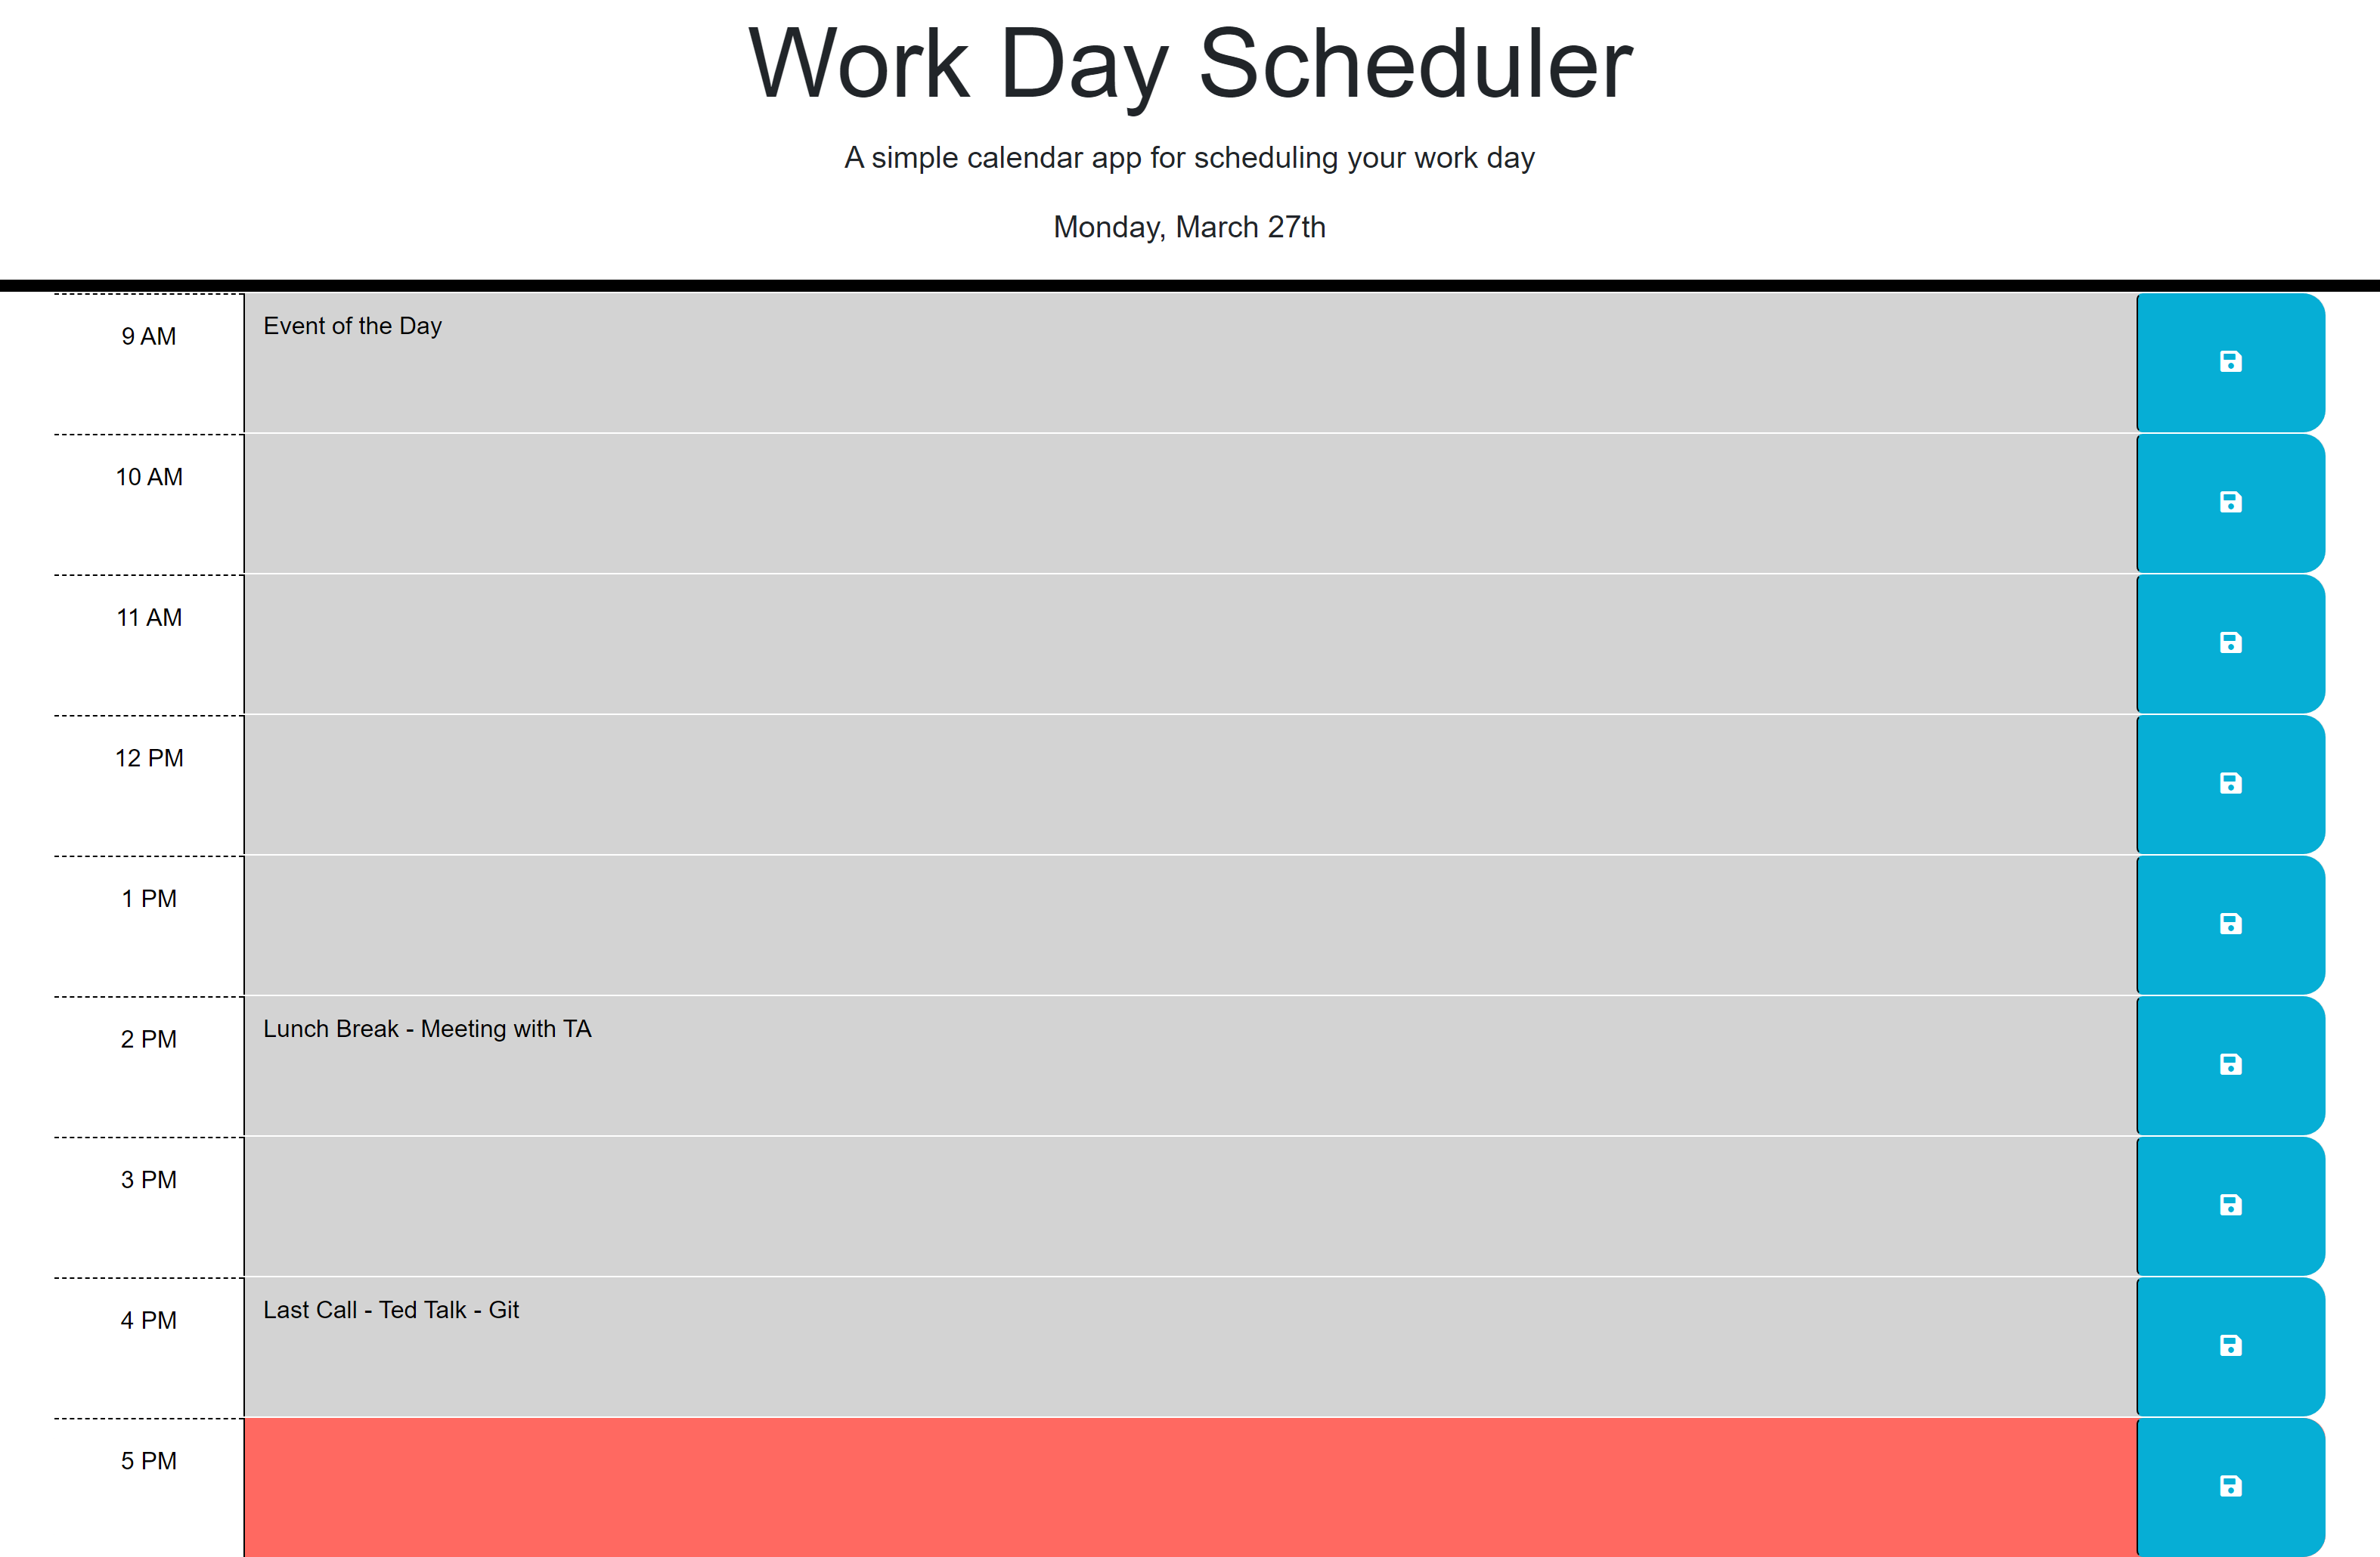 Work Day Scheduler
A simple calendar app for scheduling your work day
Monday, March 27th
9 AM
Event of the Day
10 AM
11 AM
12 PM
1 PM
2 PM
Lunch Break - Meeting with TA
3 PM
4 PM
Last Call - Ted Talk - Git
5 PM